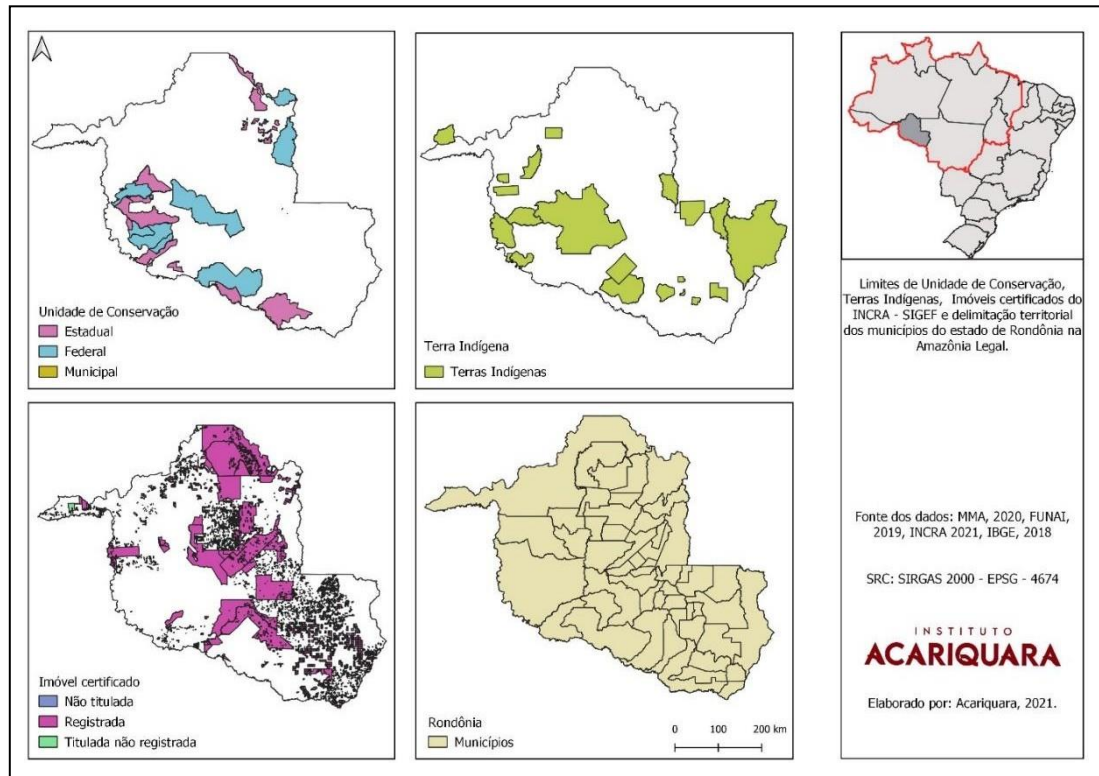 Unidade de Conservação
Estadual
Federal
Municipal
Terra Indígena
Terras Indígenas
Imóvel certificado
Não titulada
Registrada
Titulada não registrada
Rondônia
Municípios
0 100 200 km
Limites de Unidade de Conservação,
Terras Indígenas, Imóveis certificados do
INCRA - SIGEF e delimitação territorial
dos municípios do estado de Rondônia na
Amazônia Legal.
Fonte dos dados: MMA, 2020, FUNAI,
2019, INCRA 2021, IBGE, 2018
SRC: SIRGAS 2000 - EPSG - 4674
INSTITUTO
ACARIQUARA
Elaborado por: Acariquara, 2021.